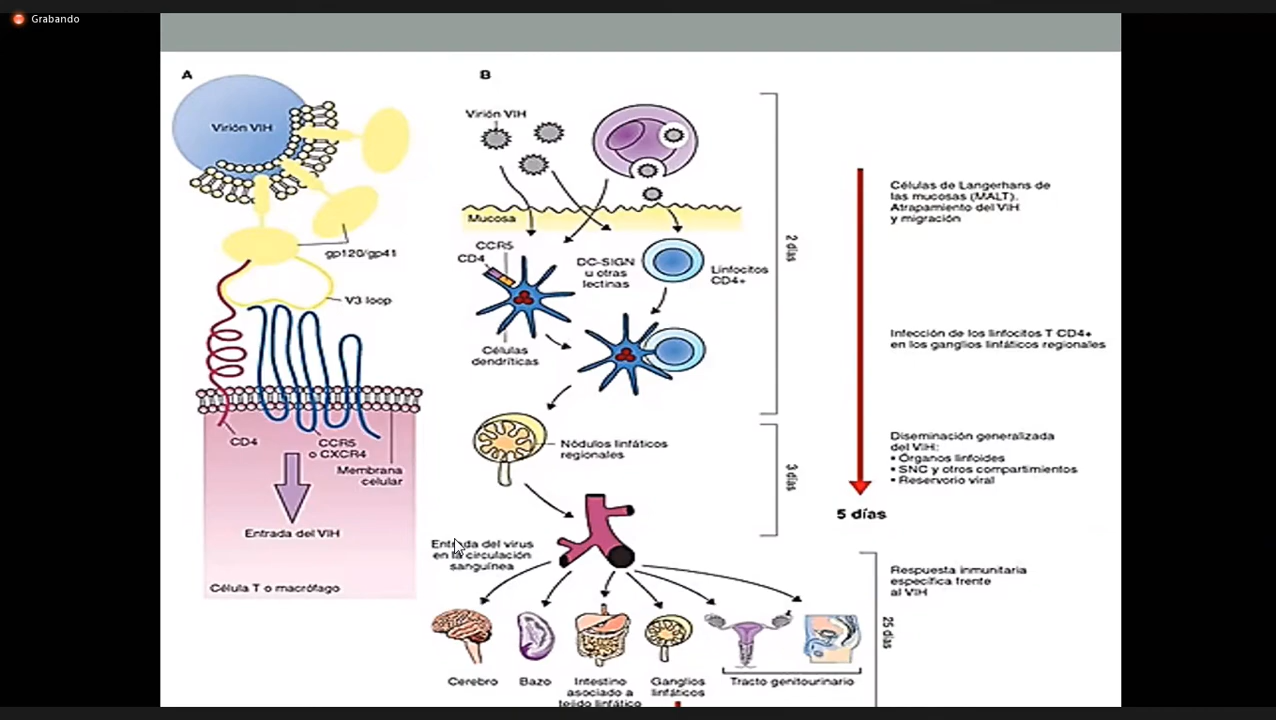 Grabando
A
Virión VIH
gp120/gp41
V3 loop
CD4
CCR5
o CXCR4
Membrana
celular
Entrada del VIH
Célula T o macrófago
B
Virión VIH
Mucosa
CCR5
CD4
DC-SIGN
u otras
lectinas
Linfocitos
CD4+
Células
dendríticas
Nódulos linfáticos
regionales
Entrada del virus
en la circulación
sanguínea
Cerebro
Bazo
Intestino
asociado a
tejido linfático
Ganglios
linfáticos
Tracto genitourinario
2 días
3 días
25 días
Células de Langerhans de
las mucosas (MALT).
Atrapamiento del VIH
y migración
Infección de los linfocitos T CD4+
en los ganglios linfáticos regionales
Diseminación generalizada
del VIH:
• Órganos linfoides
• SNC y otros compartimientos
• Reservorio viral
5 días
Respuesta inmunitaria
específica frente
al VIH